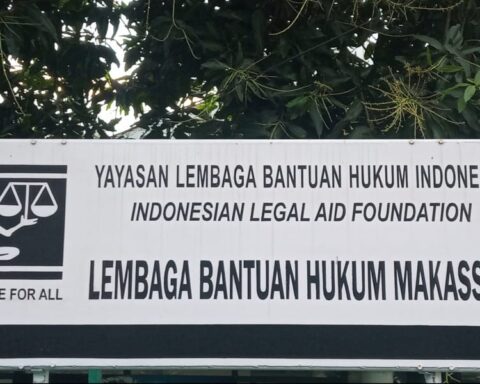 YAYASAN LEMBAGA BANTUAN HUKUM INDONE
INDONESIAN LEGAL AID FOUNDATION
LEMBAGA BANTUAN HUKUM MAKASS
E FOR ALL